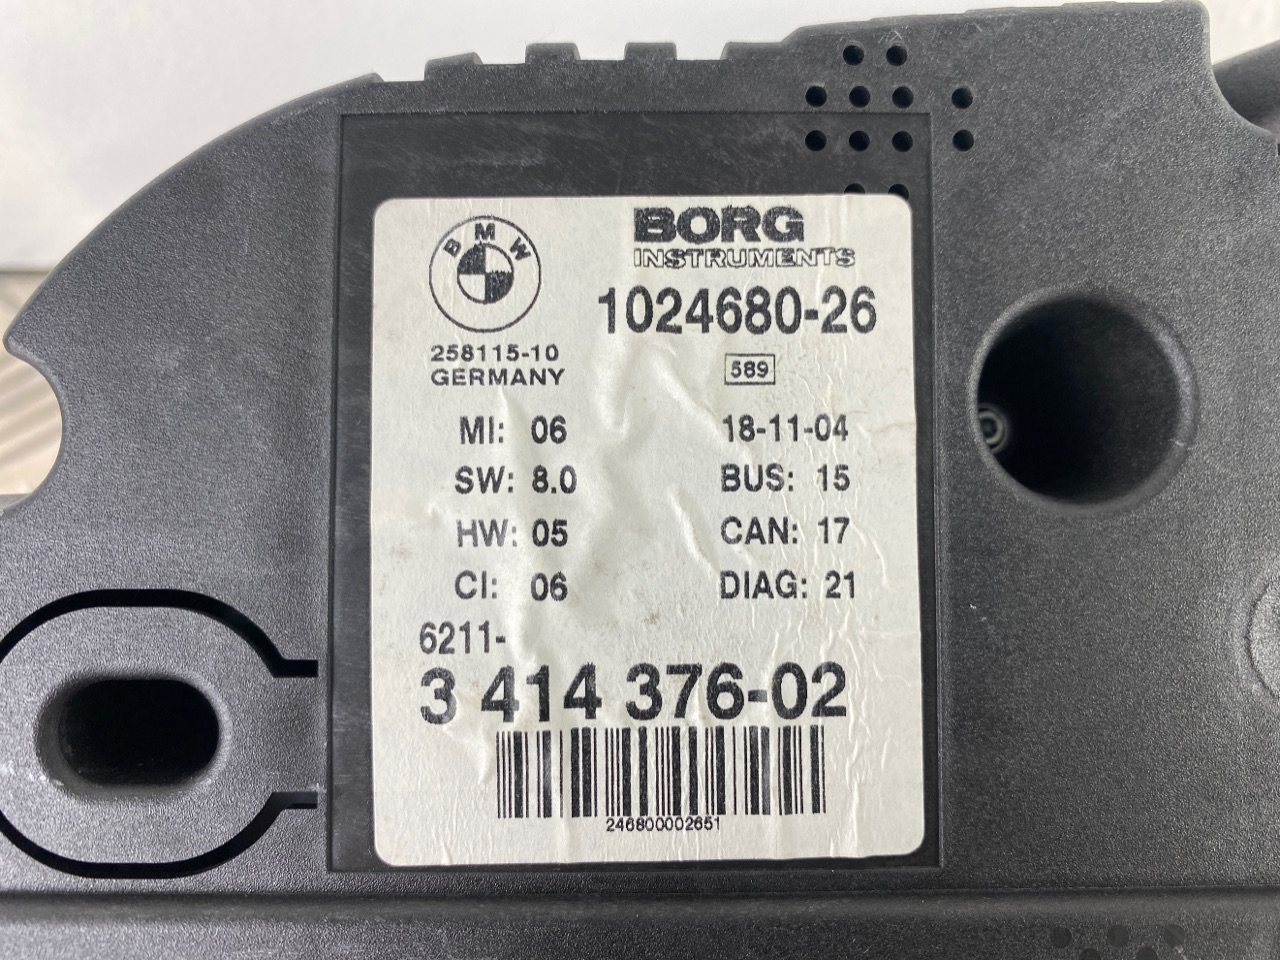 BMW
BORG
INSTRUMENTS
1024680-26
258115-10
GERMANY
589
MI: 06
18-11-04
SW: 8.0
BUS: 15
HW: 05
CAN: 17
CI: 06
DIAG: 21
6211-
3 414 376-02
246800002651